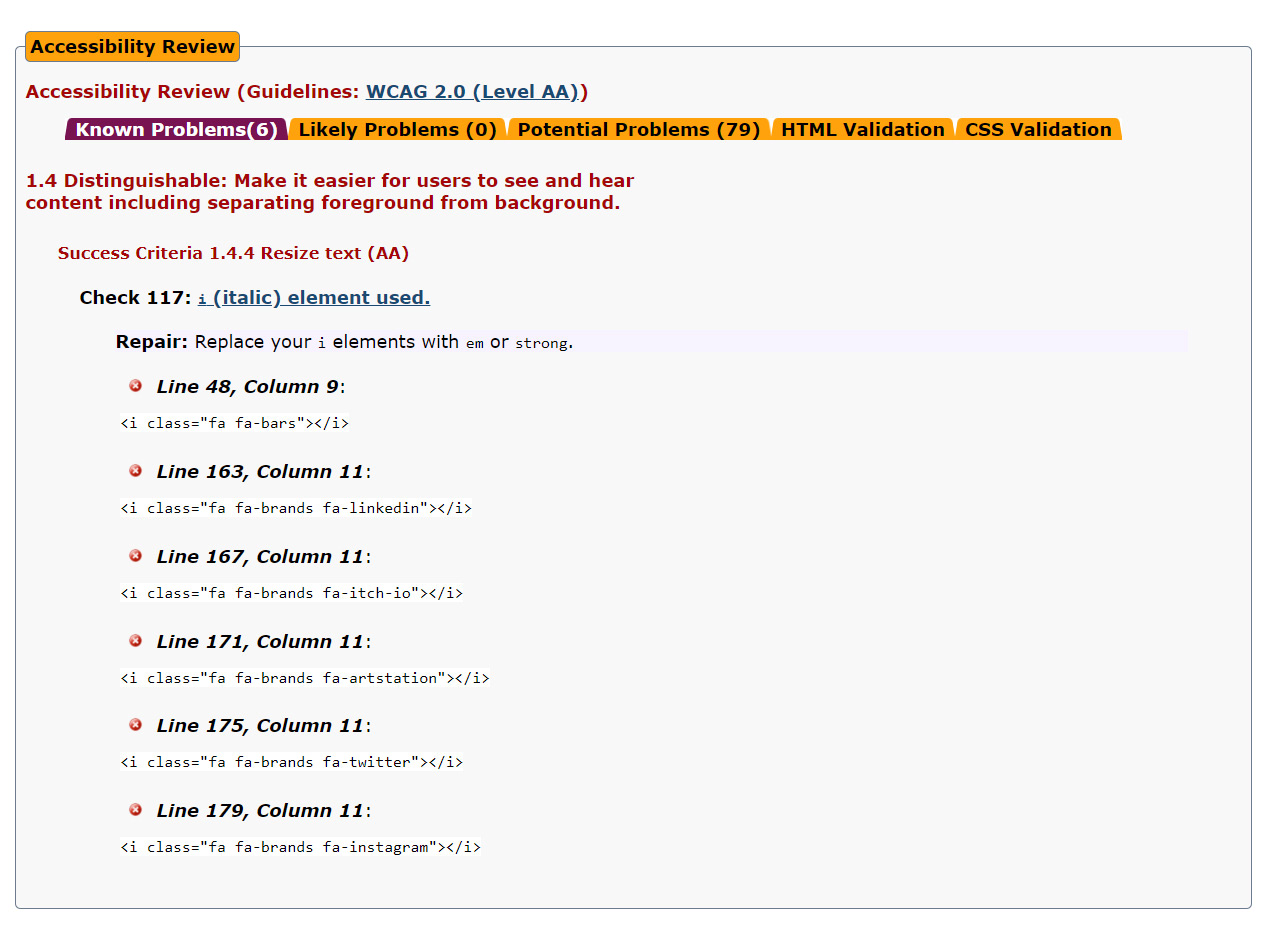 Accessibility Review
Accessibility Review (Guidelines: WCAG 2.0 (Level AA))
Known Problems(6) Likely Problems (0) Potential Problems (79) HTML Validation CSS Validation
1.4 Distinguishable: Make it easier for users to see and hear
content including separating foreground from background.
Success Criteria 1.4.4 Resize text (AA)
Check 117: i (italic) element used.
Repair: Replace your i elements with em or strong.
Line 48, Column 9:
<i class="fa fa-bars"></i>
Line 163, Column 11:
<i class="fa fa-brands fa-linkedin"></i>
Line 167, Column 11:
<i class="fa fa-brands fa-itch-io"></i>
Line 171, Column 11:
<i class="fa fa-brands fa-artstation"></i>
Line 175, Column 11:
<i class="fa fa-brands fa-twitter"></i>
Line 179, Column 11:
<i class="fa fa-brands fa-instagram"></i>